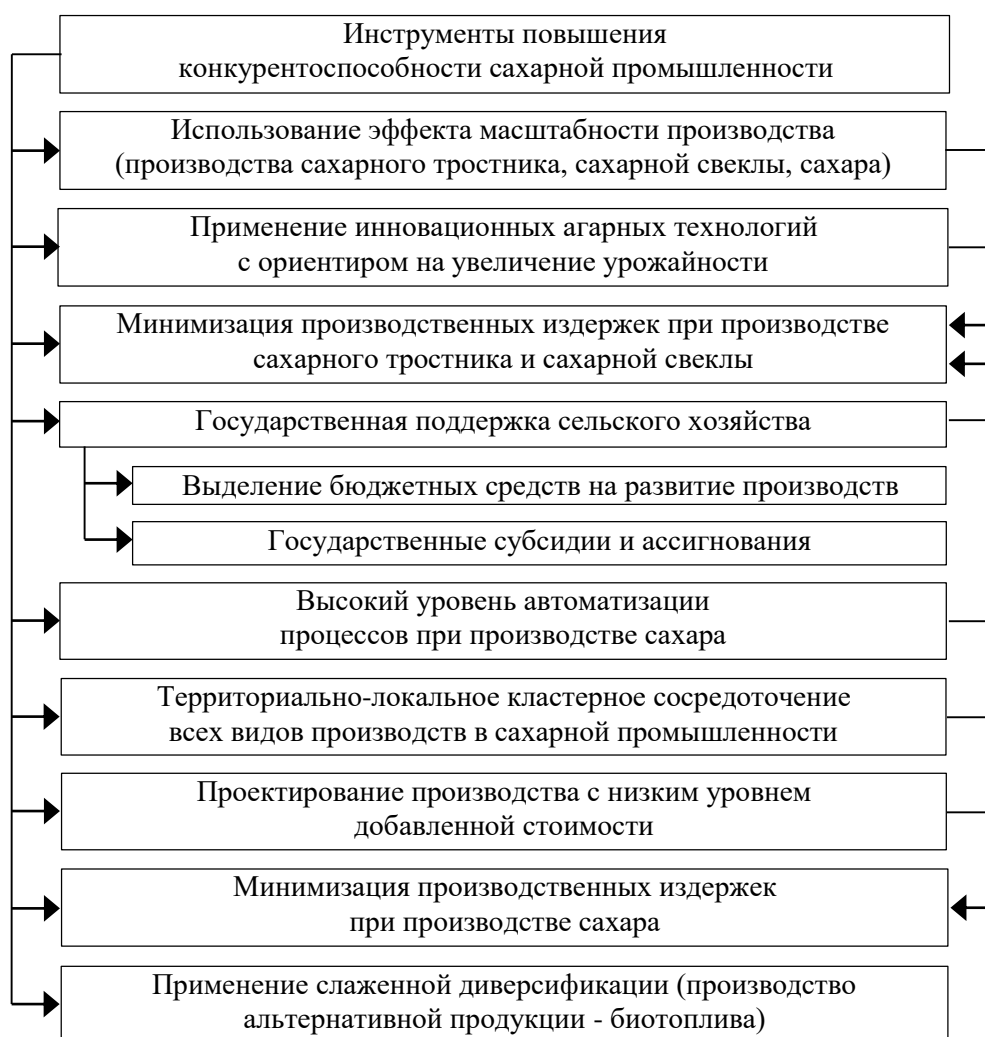 Инструменты повышения
конкурентоспособности сахарной промышленности
Использование эффекта масштабности производства
(производства сахарного тростника, сахарной свеклы, сахара)
Применение инновационных агарных технологий
с ориентиром на увеличение урожайности
Минимизация производственных издержек при производстве
сахарного тростника и сахарной свеклы
Государственная поддержка сельского хозяйства
Выделение бюджетных средств на развитие производств
Государственные субсидии и ассигнования
Высокий уровень автоматизации
процессов при производстве сахара
Территориально-локальное кластерное сосредоточение
всех видов производств в сахарной промышленности
Проектирование производства с низким уровнем
добавленной стоимости
Минимизация производственных издержек
при производстве сахара
Применение слаженной диверсификации (производство
альтернативной продукции - биотоплива)